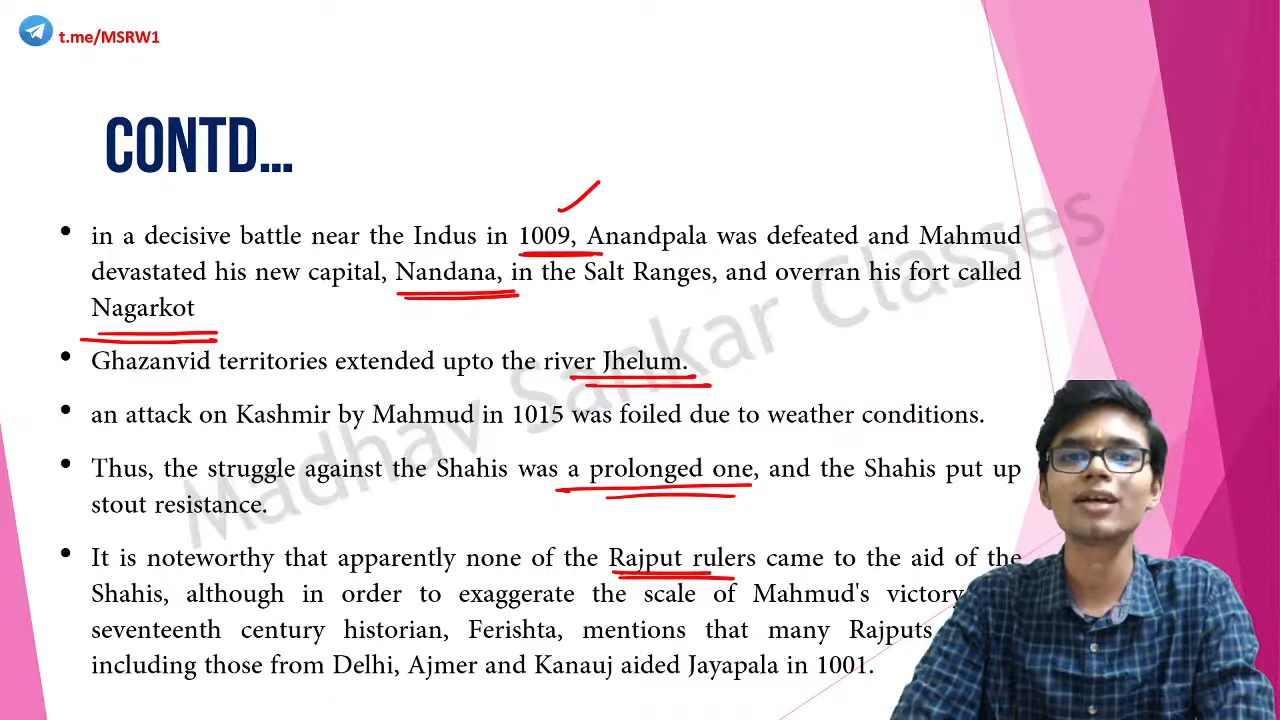 t.me/MSRW1
CONTD...
• in a decisive battle near the Indus in 1009, Anandpala was defeated and Mahmud
devastated his new capital, Nandana, in the Salt Ranges, and overran his fort called
Nagarkot
• Ghazanvid territories extended upto the river Jhelum.
• an attack on Kashmir by Mahmud in 1015 was foiled due to weather conditions.
• Thus, the struggle against the Shahis was a prolonged one, and the Shahis put up
stout resistance.
• It is noteworthy that apparently none of the Rajput rulers came to the aid of the
Shahis, although in order to exaggerate the scale of Mahmud's victory
seventeenth century historian, Ferishta, mentions that many Rajputs
including those from Delhi, Ajmer and Kanauj aided Jayapala in 1001.
Madhav Sankar Classes